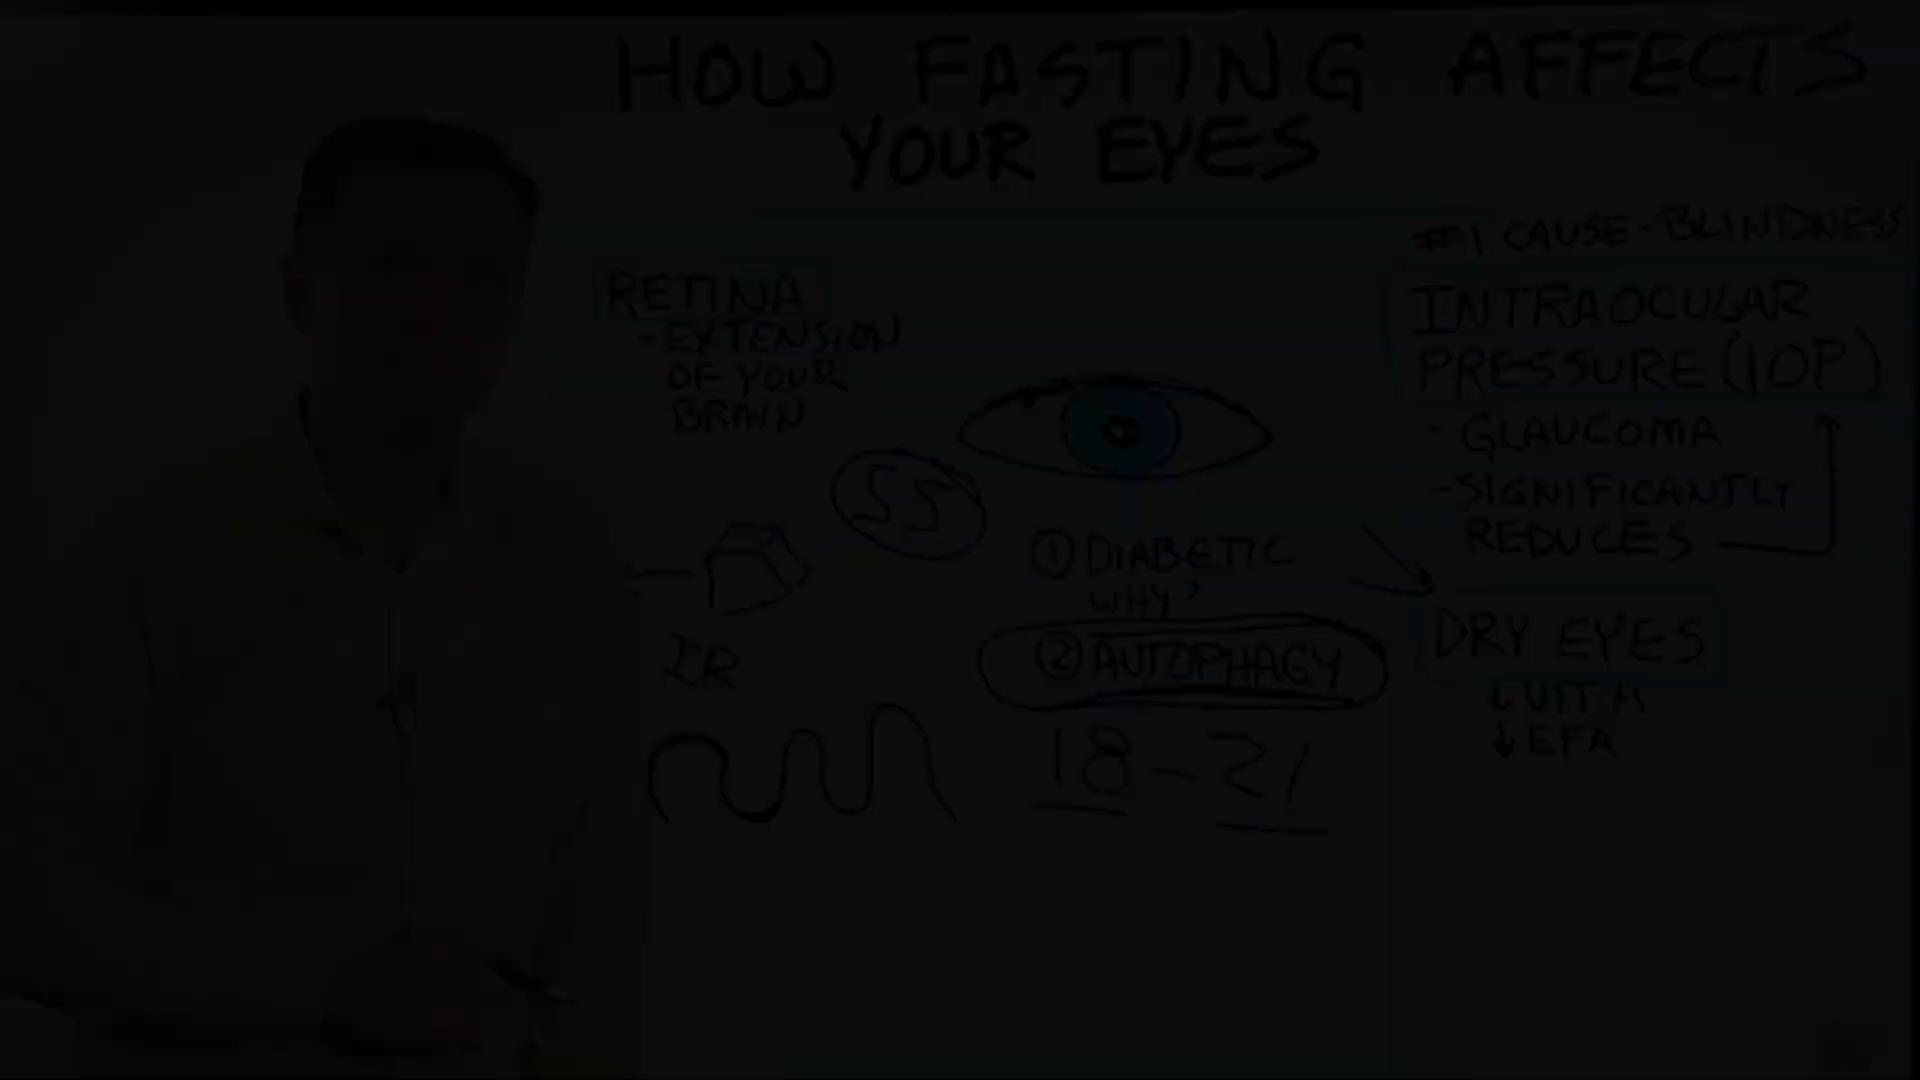 HOW FASTING AFFECTS
YOUR EYES
RETINA
- EXTENSION
OF YOUR
BRAIN
55
IR
① DIABETIC
WHY?
② AUTOPHAGY
18 - 21
#1 CAUSE - BLINDNESS
INTRAOCULAR
PRESSURE (IOP)
- GLAUCOMA
- SIGNIFICANTLY
REDUCES
DRY EYES
↓ VIT A
↓ EFA